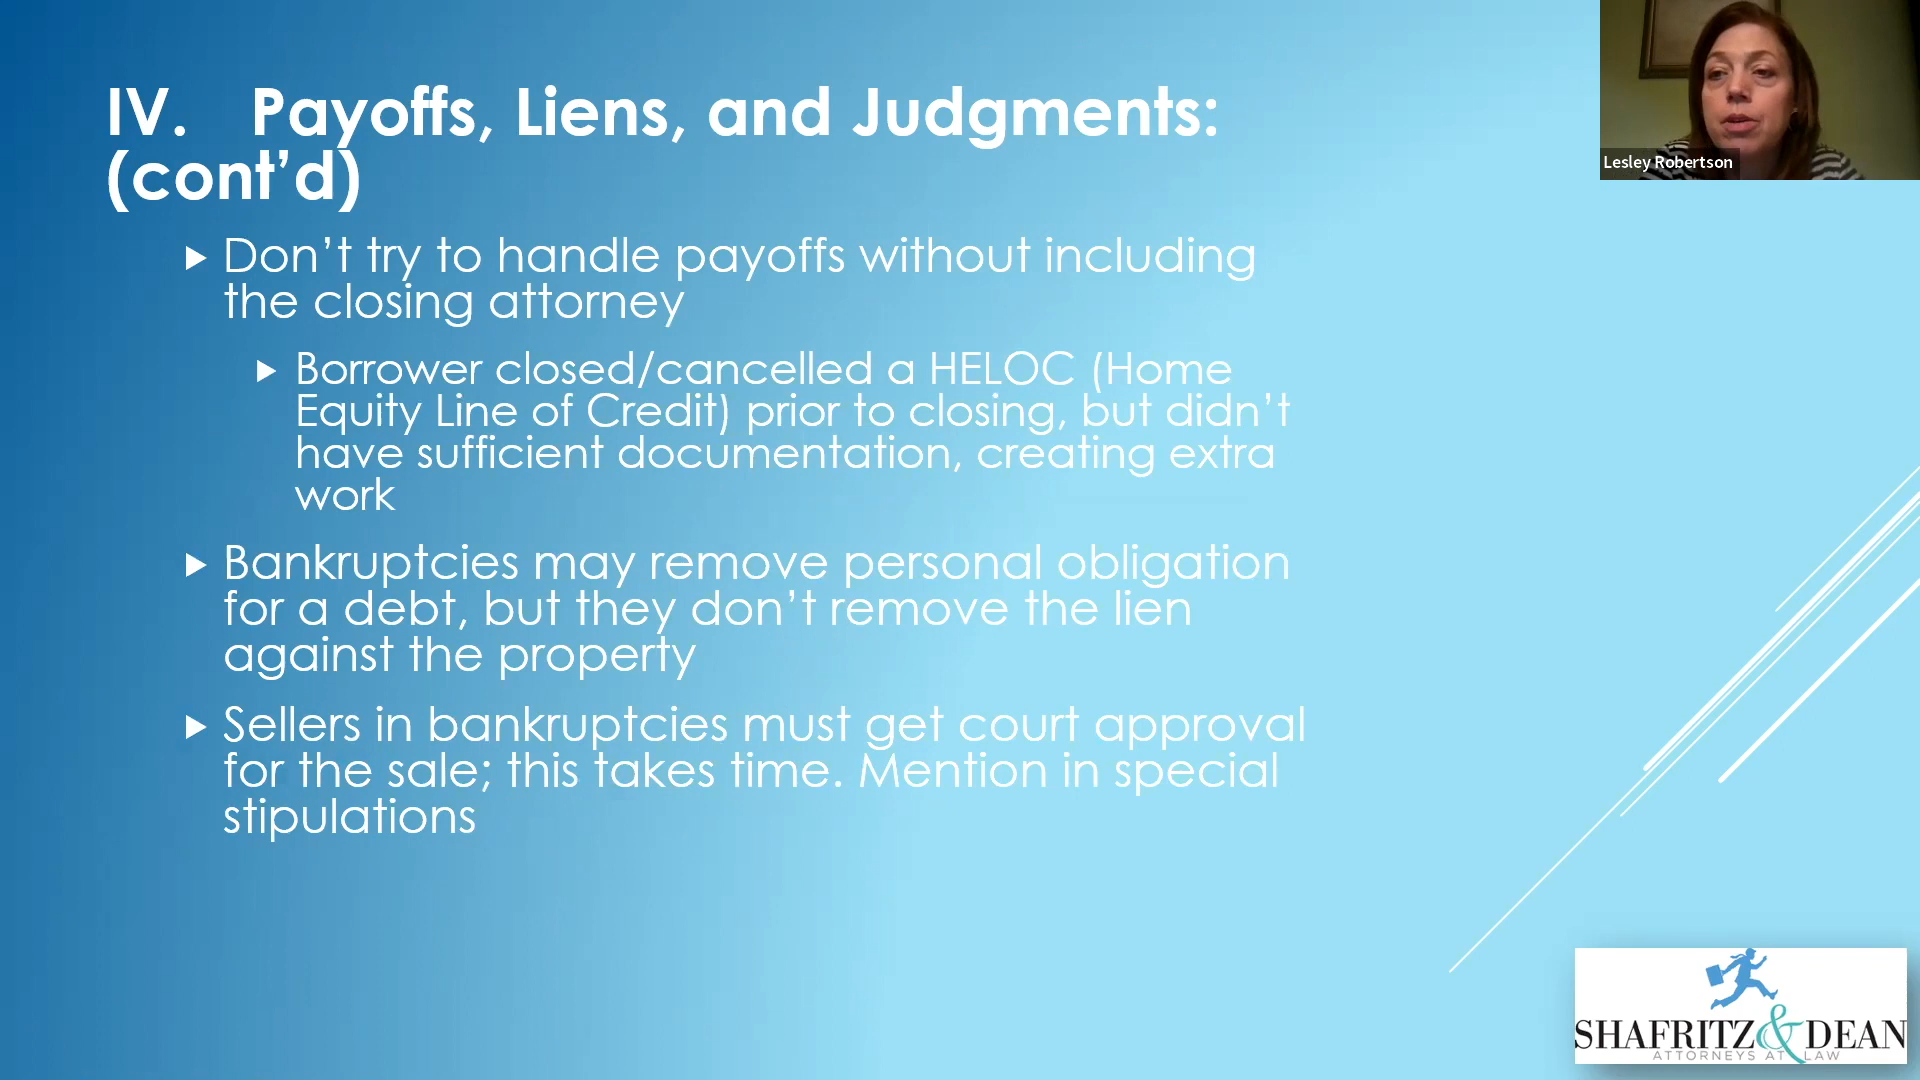 IV. Payoffs, Liens, and Judgments:
(cont’d)
Don’t try to handle payoffs without including
the closing attorney
Borrower closed/cancelled a HELOC (Home
Equity Line of Credit) prior to closing, but didn’t
have sufficient documentation, creating extra
work
Bankruptcies may remove personal obligation
for a debt, but they don’t remove the lien
against the property
Sellers in bankruptcies must get court approval
for the sale; this takes time. Mention in special
stipulations
Lesley Robertson
SHAFRITZ & DEAN
ATTORNEYS AT LAW